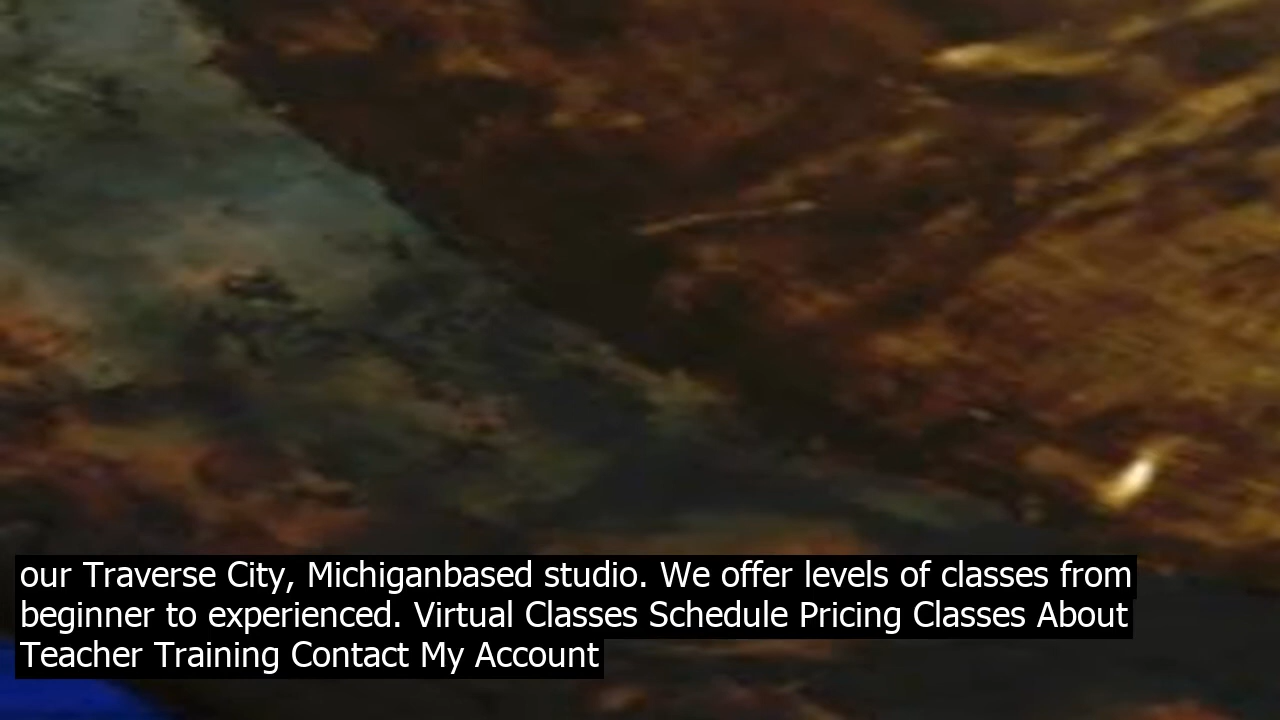 our Traverse City, Michiganbased studio. We offer levels of classes from
beginner to experienced. Virtual Classes Schedule Pricing Classes About
Teacher Training Contact My Account